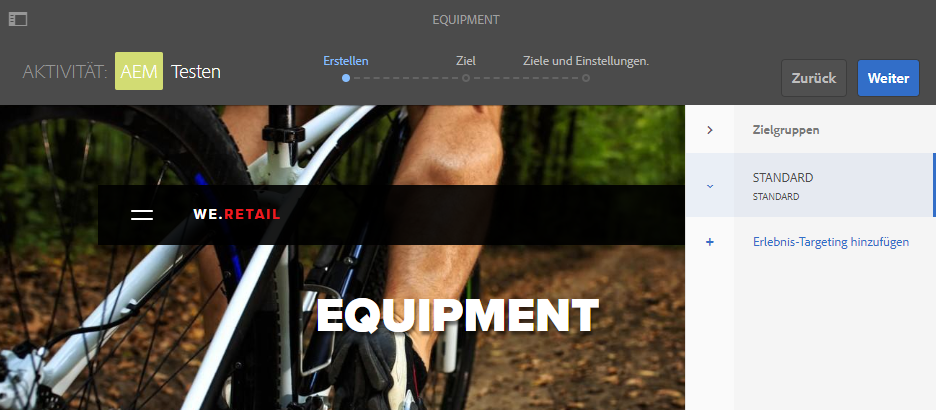 EQUIPMENT
AKTIVITÄT: AEM Testen
Erstellen
Ziel
Ziele und Einstellungen.
Zurück
Weiter
WE.RETAIL
EQUIPMENT
Zielgruppen
STANDARD
STANDARD
+ Erlebnis-Targeting hinzufügen